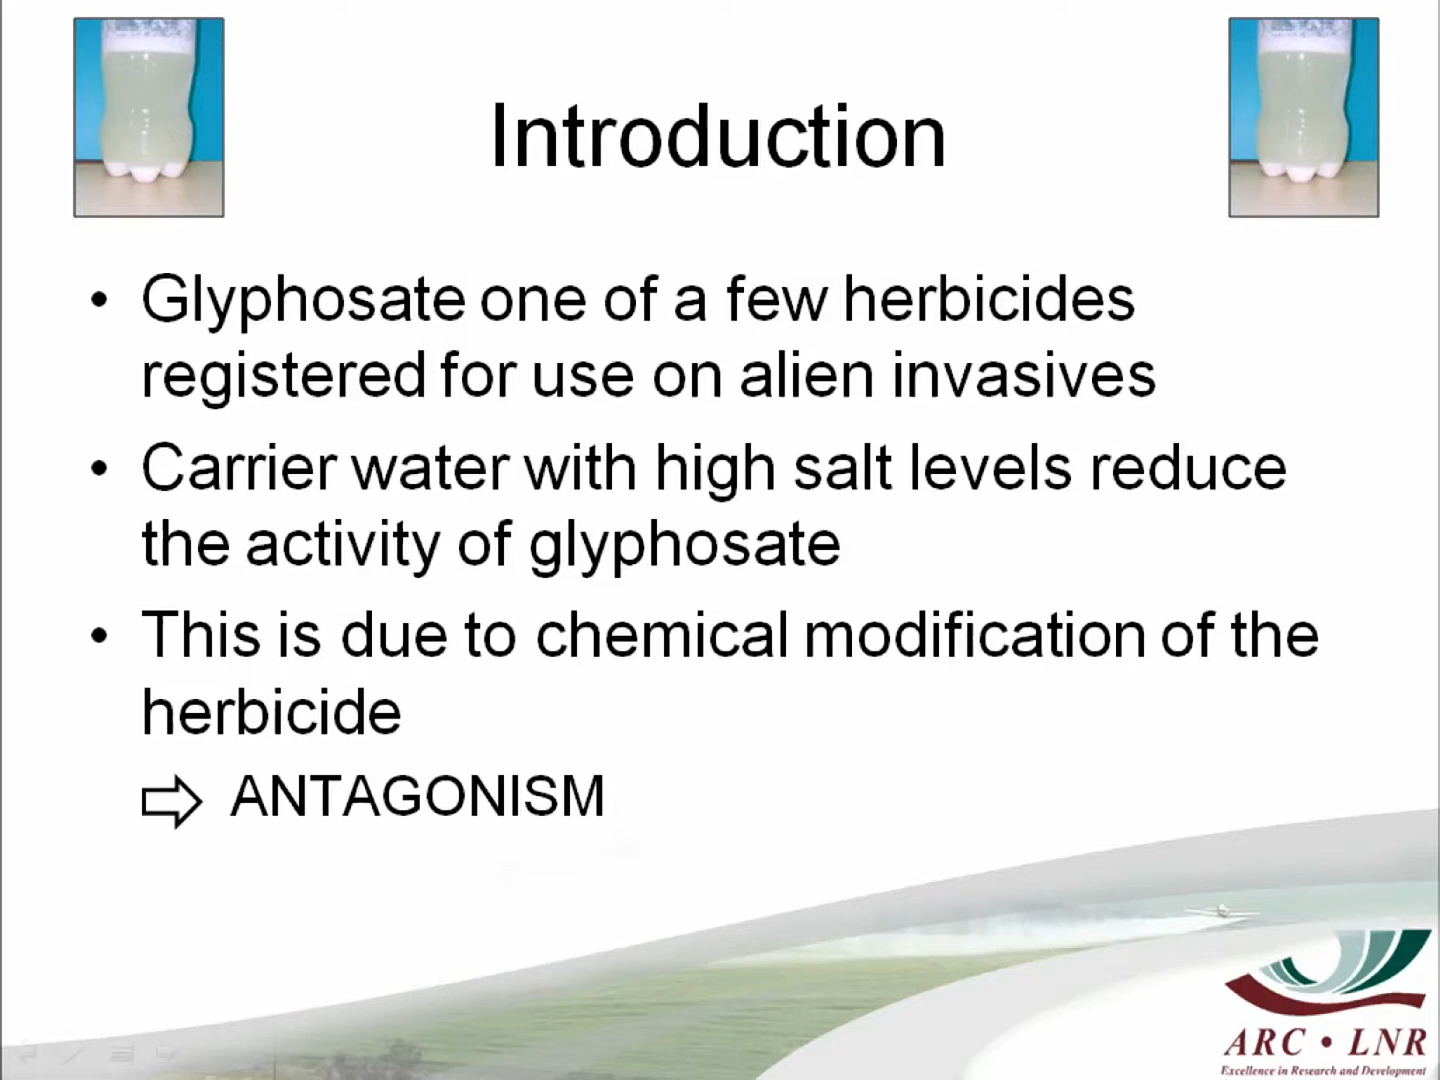 Introduction
• Glyphosate one of a few herbicides
registered for use on alien invasives
• Carrier water with high salt levels reduce
the activity of glyphosate
• This is due to chemical modification of the
herbicide
⇨ ANTAGONISM
ARC • LNR
Excellence in Research and Development